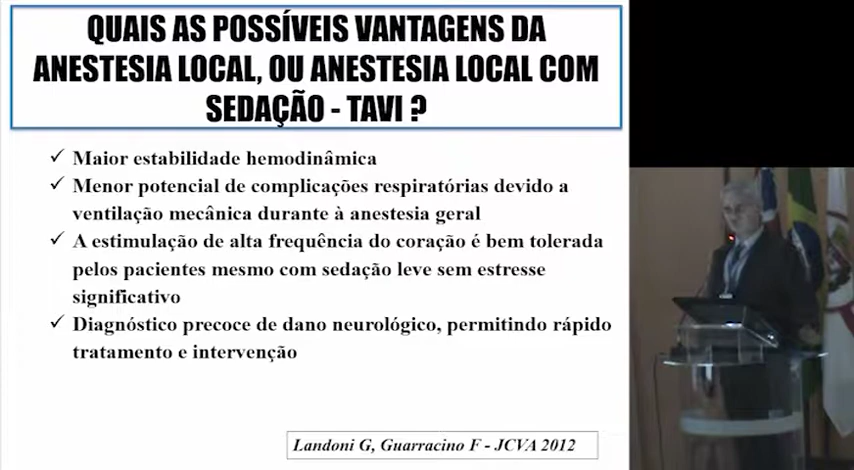 QUAIS AS POSSÍVEIS VANTAGENS DA
ANESTESIA LOCAL, OU ANESTESIA LOCAL COM
SEDAÇÃO - TAVI ?
✓ Maior estabilidade hemodinâmica
✓ Menor potencial de complicações respiratórias devido a
ventilação mecânica durante à anestesia geral
✓ A estimulação de alta frequência do coração é bem tolerada
pelos pacientes mesmo com sedação leve sem estresse
significativo
✓ Diagnóstico precoce de dano neurológico, permitindo rápido
tratamento e intervenção
Landoni G, Guarracino F - JCVA 2012